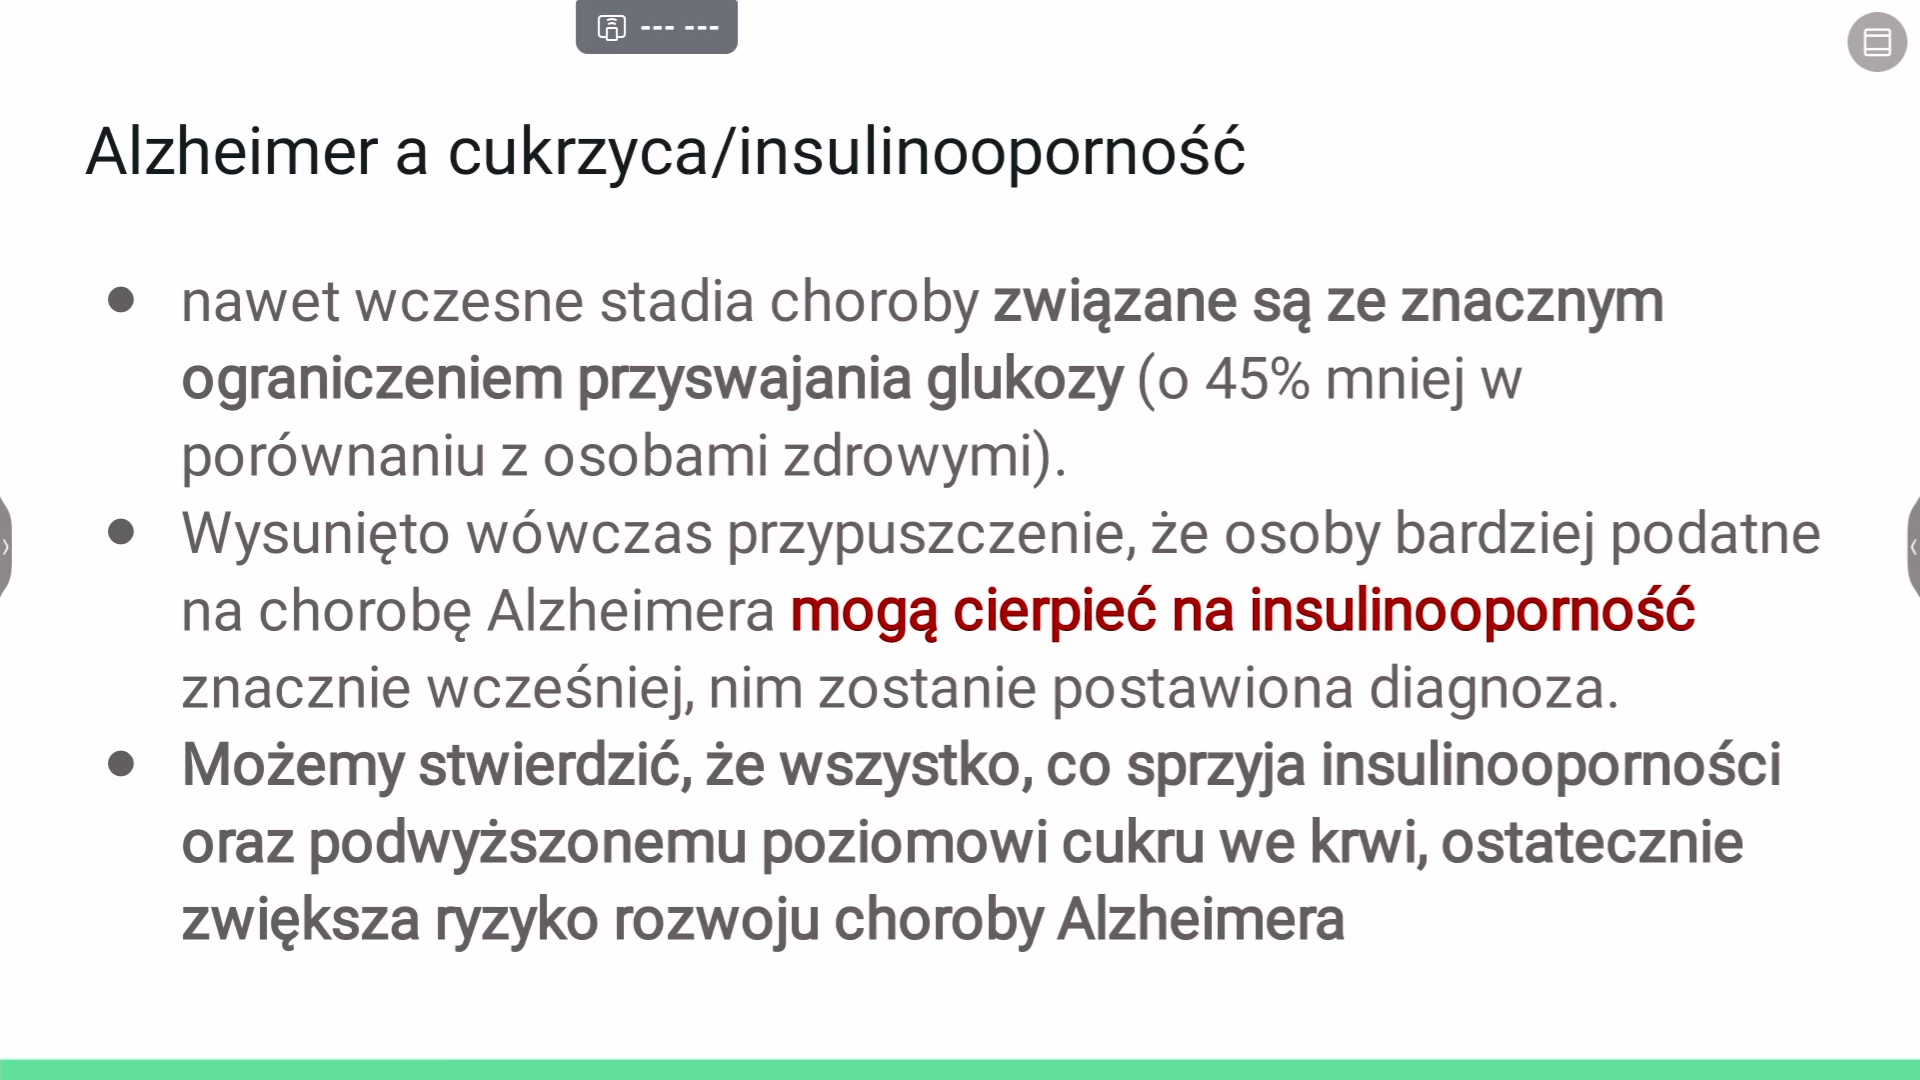 --- ---
Alzheimer a cukrzyca/insulinooporność
● nawet wczesne stadia choroby związane są ze znacznym
ograniczeniem przyswajania glukozy (o 45% mniej w
porównaniu z osobami zdrowymi).
● Wysunięto wówczas przypuszczenie, że osoby bardziej podatne
na chorobę Alzheimera mogą cierpieć na insulinooporność
znacznie wcześniej, nim zostanie postawiona diagnoza.
● Możemy stwierdzić, że wszystko, co sprzyja insulinooporności
oraz podwyższonemu poziomowi cukru we krwi, ostatecznie
zwiększa ryzyko rozwoju choroby Alzheimera